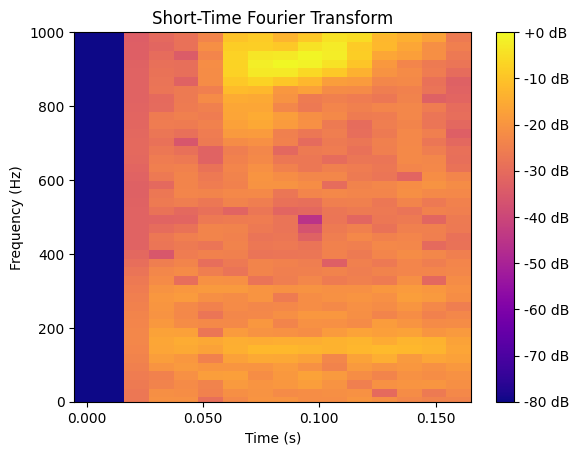 Short-Time Fourier Transform
1000
800
600
400
200
0
Frequency (Hz)
0.000
0.050
0.100
0.150
Time (s)
+0 dB
-10 dB
-20 dB
-30 dB
-40 dB
-50 dB
-60 dB
-70 dB
-80 dB